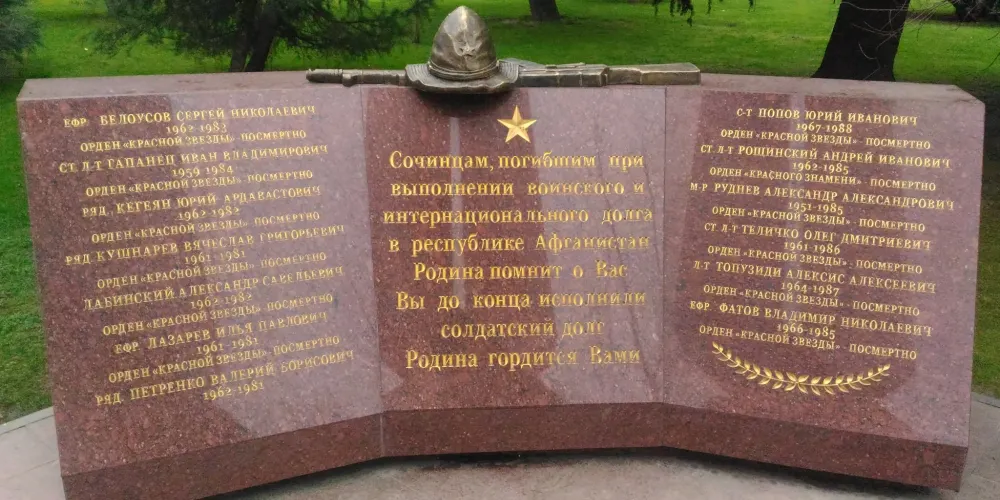 ЕФР. БЕЛОУСОВ СЕРГЕЙ НИКОЛАЕВИЧ
1962-1983
ОРДЕН «КРАСНОЙ ЗВЕЗДЫ» - ПОСМЕРТНО
СТ. Л-Т ГАПАНЕЦ ИВАН ВЛАДИМИРОВИЧ
1959-1984
ОРДЕН «КРАСНОЙ ЗВЕЗДЫ» - ПОСМЕРТНО
РЯД. КЕГЕЯН ЮРИЙ АРДАВАСТОВИЧ
1962-1982
ОРДЕН «КРАСНОЙ ЗВЕЗДЫ» - ПОСМЕРТНО
РЯД КУШНАРЕВ ВЯЧЕСЛАВ ГРИГОРЬЕВИЧ
1961-1981
ОРДЕН «КРАСНОЙ ЗВЕЗДЫ» - ПОСМЕРТНО
ЛАБИНСКИЙ АЛЕКСАНДР САВЕЛЬЕВИЧ
1962-1982
ОРДЕН «КРАСНОЙ ЗВЕЗДЫ» - ПОСМЕРТНО
ЕФР. ЛАЗАРЕВ ИЛЬЯ ПАВЛОВИЧ
1961-1981
ОРДЕН «КРАСНОЙ ЗВЕЗДЫ» - ПОСМЕРТНО
РЯД. ПЕТРЕНКО ВАЛЕРИЙ БОРИСОВИЧ
1962-1981
Сочинцам, погибшим при
выполнении воинского и
интернационального долга
в республике Афганистан
Родина помнит о Вас
Вы до конца исполнили
солдатский долг
Родина гордится Вами
С-Т ПОПОВ ЮРИЙ ИВАНОВИЧ
1967-1988
ОРДЕН «КРАСНОЙ ЗВЕЗДЫ» - ПОСМЕРТНО
СТ. Л-Т РОЩИНСКИЙ АНДРЕЙ ИВАНОВИЧ
1962-1985
ОРДЕН «КРАСНОГО ЗНАМЕНИ» - ПОСМЕРТНО
М-Р РУДНЕВ АЛЕКСАНДР АЛЕКСАНДРОВИЧ
1951-1985
ОРДЕН «КРАСНОЙ ЗВЕЗДЫ» - ПОСМЕРТНО
СТ. Л-Т ТЕЛИЧКО ОЛЕГ ДМИТРИЕВИЧ
1961-1986
ОРДЕН «КРАСНОЙ ЗВЕЗДЫ» - ПОСМЕРТНО
Л-Т ТОПУЗИДИ АЛЕКСИС АЛЕКСЕЕВИЧ
1964-1987
ОРДЕН «КРАСНОЙ ЗВЕЗДЫ» - ПОСМЕРТНО
ЕФР. ФАТОВ ВЛАДИМИР НИКОЛАЕВИЧ
1966-1985
ОРДЕН «КРАСНОЙ ЗВЕЗДЫ» - ПОСМЕРТНО